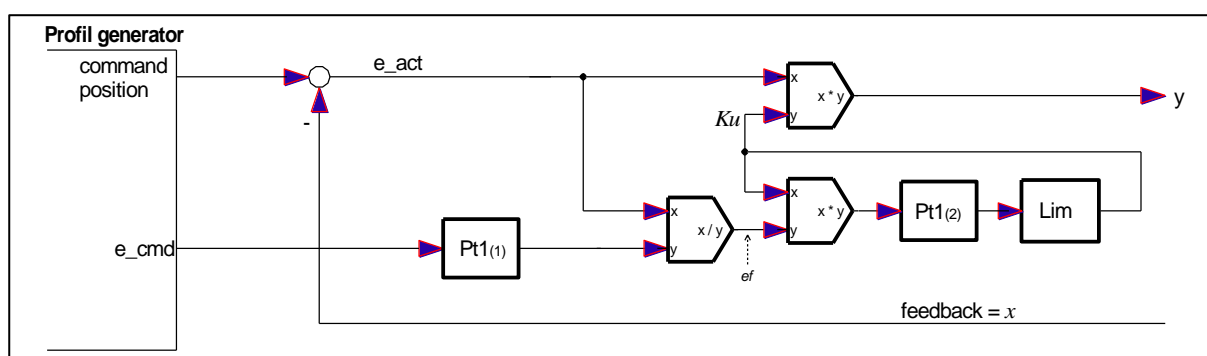 Profil generator
command
position
e_act
x
y
x * y
y
-
Ku
x
y
x * y
Pt1(2)
Lim
x
y
x / y
e_cmd
Pt1(1)
ef
feedback = x